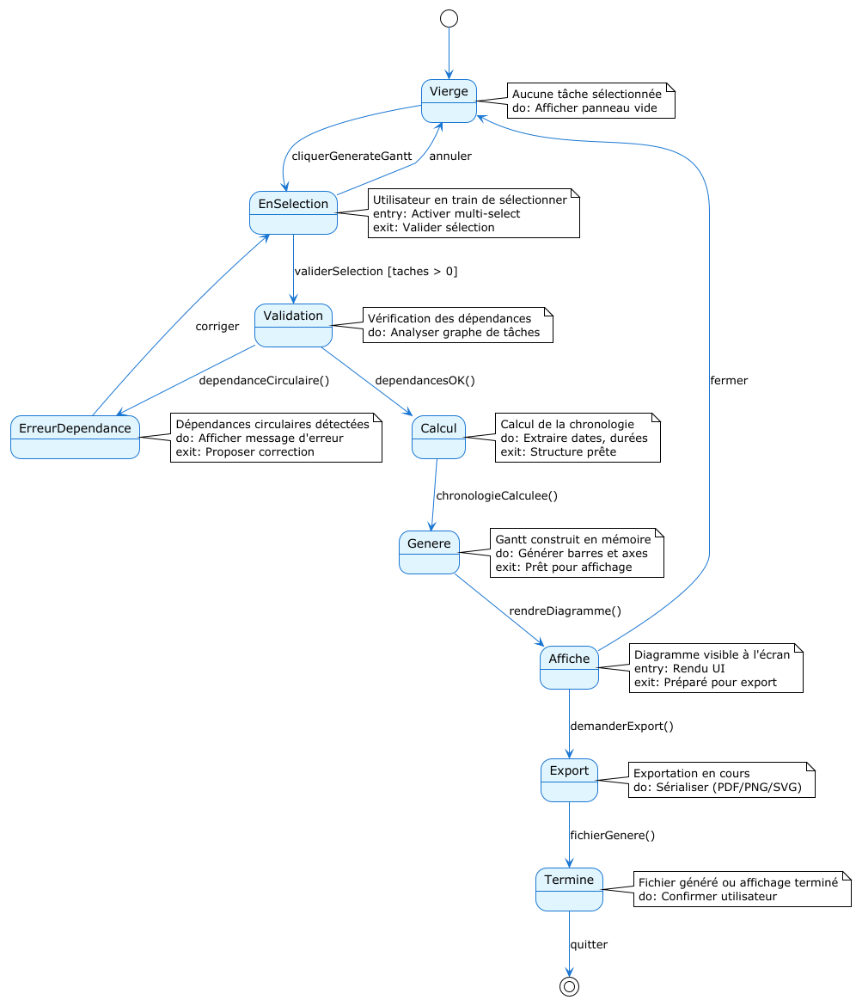 Vierge
Aucune tâche sélectionnée
do: Afficher panneau vide
cliquerGenerateGantt
annuler
EnSelection
Utilisateur en train de sélectionner
entry: Activer multi-select
exit: Valider sélection
validerSelection [taches > 0]
Validation
Vérification des dépendances
do: Analyser graphe de tâches
corriger
dependanceCirculaire()
dependancesOK()
fermer
ErreurDependance
Dépendances circulaires détectées
do: Afficher message d'erreur
exit: Proposer correction
Calcul
Calcul de la chronologie
do: Extraire dates, durées
exit: Structure prête
chronologieCalculee()
Genere
Gantt construit en mémoire
do: Générer barres et axes
exit: Prêt pour affichage
rendreDiagramme()
Affiche
Diagramme visible à l'écran
entry: Rendu UI
exit: Préparé pour export
demanderExport()
Export
Exportation en cours
do: Sérialiser (PDF/PNG/SVG)
fichierGenere()
Termine
Fichier généré ou affichage terminé
do: Confirmer utilisateur
quitter